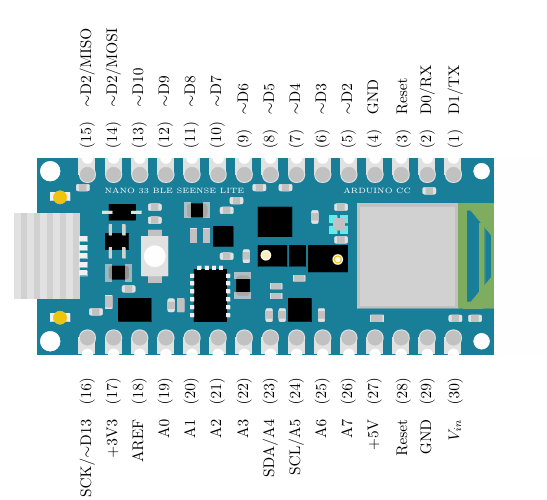 (15) ~D2/MISO
(14) ~D2/MOSI
(13) ~D10
(12) ~D9
(11) ~D8
(10) ~D7
(9) ~D6
(8) ~D5
(7) ~D4
(6) ~D3
(5) ~D2
(4) GND
(3) Reset
(2) D0/RX
(1) D1/TX
NANO 33 BLE SEENSE LITE
ARDUINO CC
SCK/~D13 (16)
+3V3 (17)
AREF (18)
A0 (19)
A1 (20)
A2 (21)
A3 (22)
SDA/A4 (23)
SCL/A5 (24)
A6 (25)
A7 (26)
+5V (27)
Reset (28)
GND (29)
Vin (30)